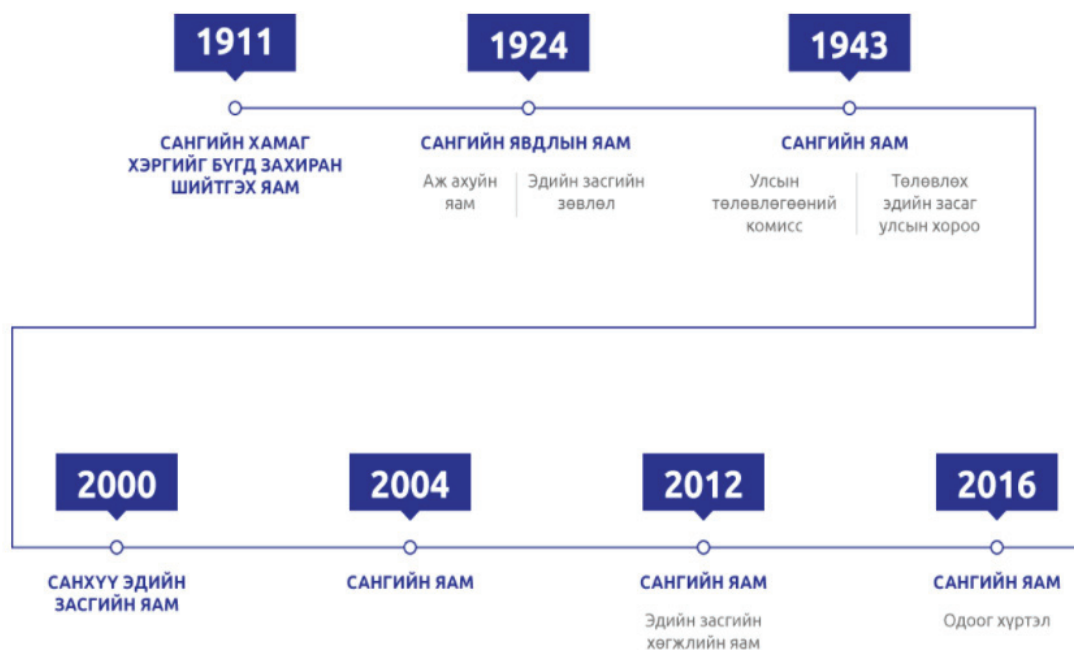 1911
САНГИЙН ХАМАГ
ХЭРГИЙГ БҮГД ЗАХИРАН
ШИЙТГЭХ ЯАМ
1924
САНГИЙН ЯВДЛЫН ЯАМ
Аж ахуйн
яам
Эдийн засгийн
зөвлөл
1943
САНГИЙН ЯАМ
Улсын
төлөвлөгөөний
комисс
Төлөвлөх
эдийн засаг
улсын хороо
2000
САНХҮҮ ЭДИЙН
ЗАСГИЙН ЯАМ
2004
САНГИЙН ЯАМ
2012
САНГИЙН ЯАМ
Эдийн засгийн
хөгжлийн яам
2016
САНГИЙН ЯАМ
Одоог хүртэл